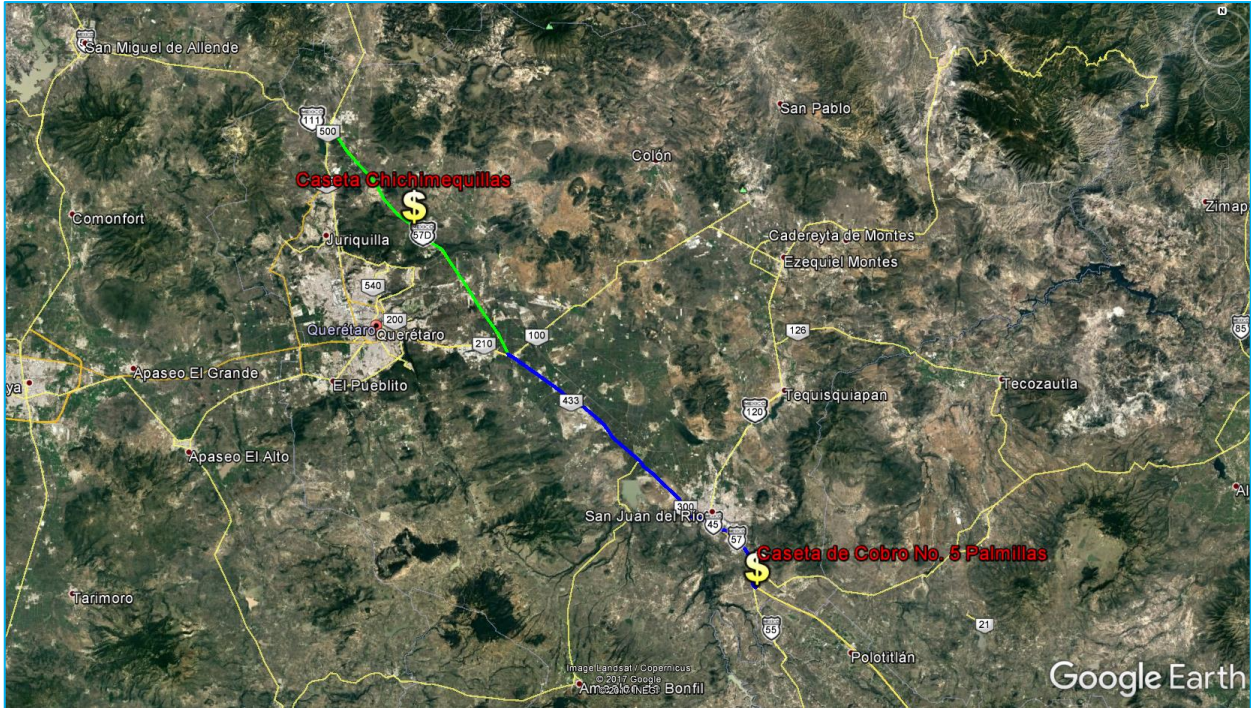 N
San Miguel de Allende
111
500
San Pablo
Colón
Caseta Chichimequillas
$
Zimap
Comonfort
57D
Juriquilla
Cadereyta de Montes
Ezequiel Montes
540
200
Querétaro
Querétaro
210
100
126
85
Apaseo El Grande
ya
El Pueblito
433
Tecozautla
Tequisquiapan
120
Apaseo El Alto
300
San Juan del Río
45
57
Al
Caseta de Cobro No. 5 Palmillas
$
Tarimoro
21
55
Polotitlán
Image Landsat / Copernicus
© 2017 Google
Bonfil
Google Earth